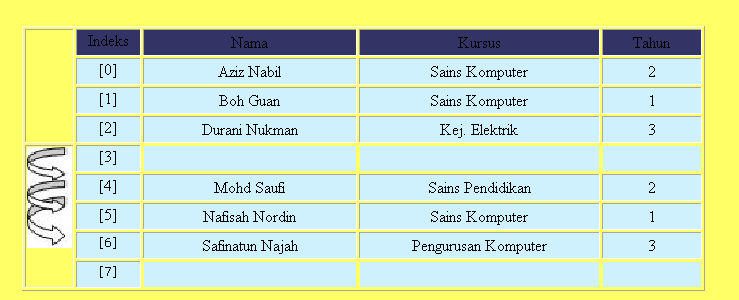 Indeks Nama Kursus Tahun
[0] Aziz Nabil Sains Komputer 2
[1] Boh Guan Sains Komputer 1
[2] Durani Nukman Kej. Elektrik 3
[3]
[4] Mohd Saufi Sains Pendidikan 2
[5] Nafisah Nordin Sains Komputer 1
[6] Safinatun Najah Pengurusan Komputer 3
[7]